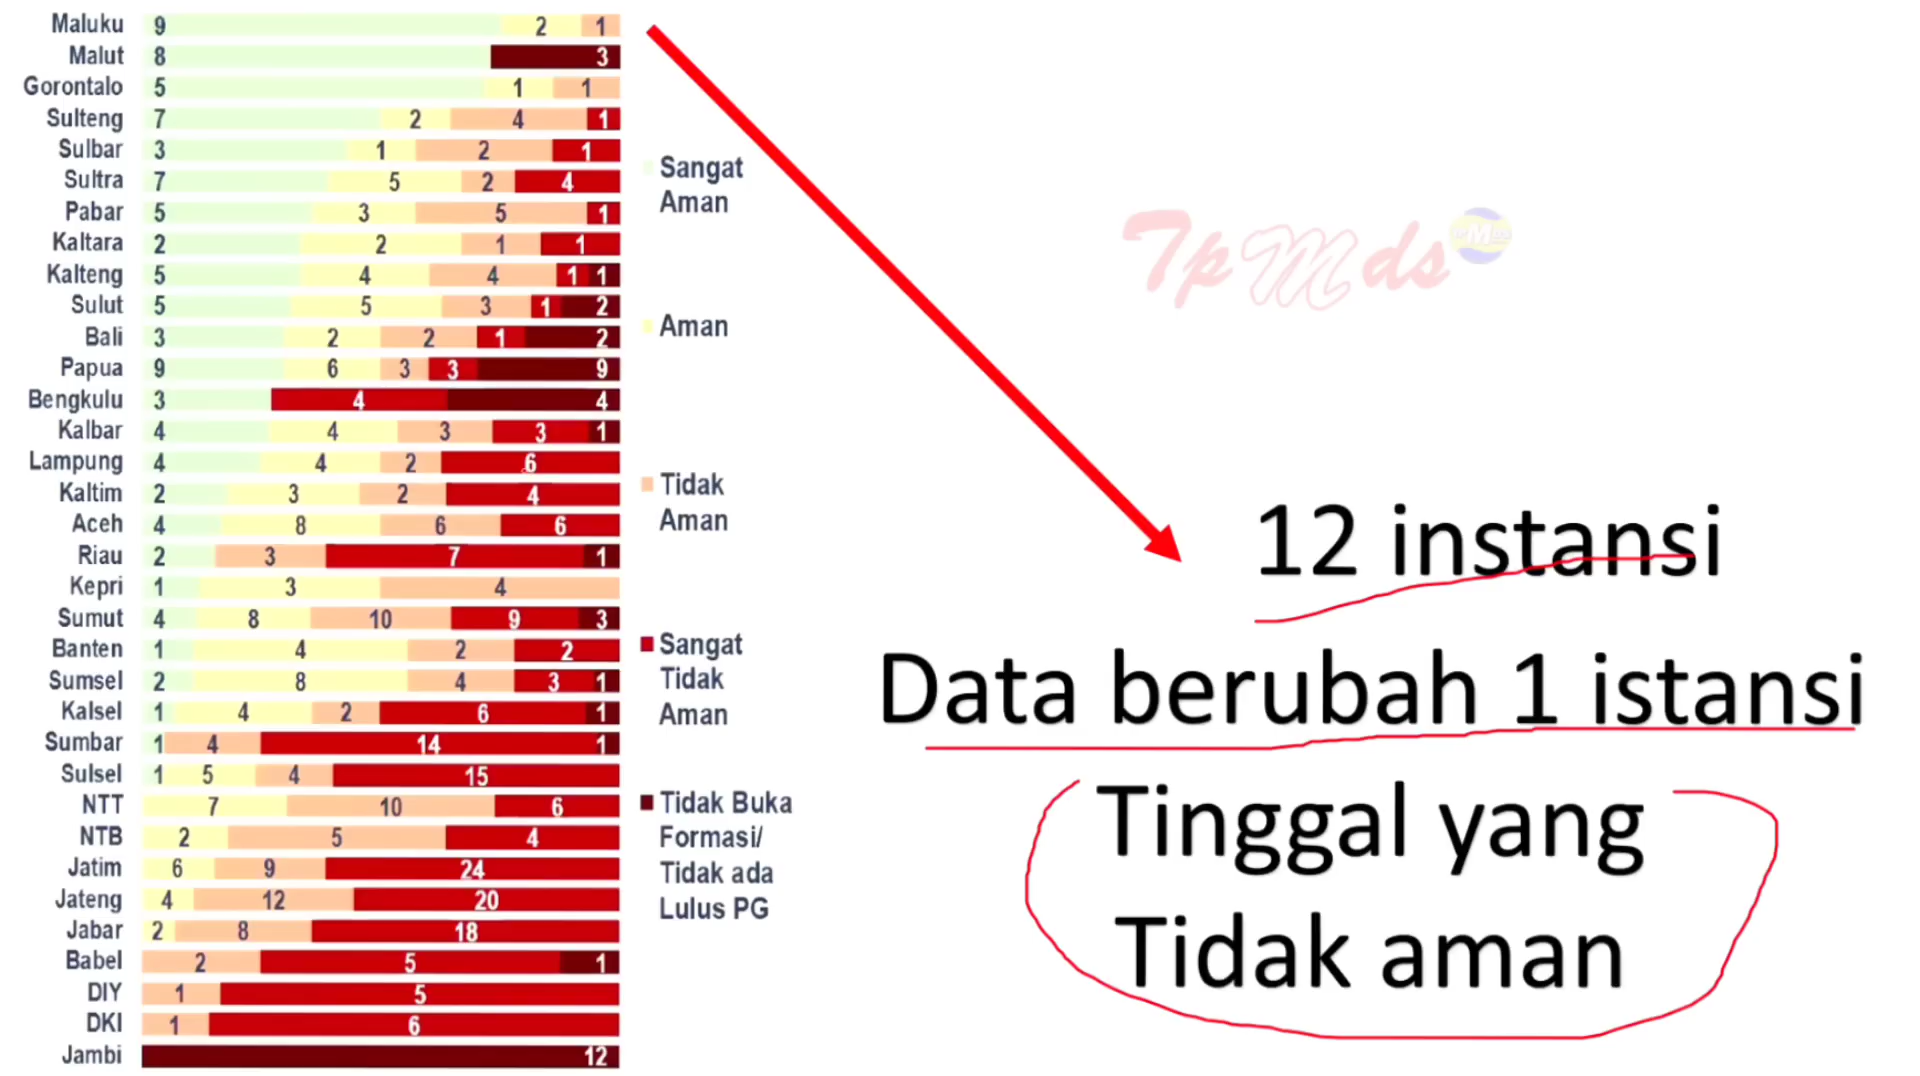 Maluku 9 2 1
Malut 8 3
Gorontalo 5 1 1
Sulteng 7 2 4 1
Sulbar 3 1 2 1
Sultra 7 5 2 4
Pabar 5 3 5 1
Kaltara 2 2 1 1
Kalteng 5 4 4 1 1
Sulut 5 5 3 1 2
Bali 3 2 2 1 2
Papua 9 6 3 3 9
Bengkulu 3 4 4
Kalbar 4 4 3 3 1
Lampung 4 4 2 6
Kaltim 2 3 2 4
Aceh 4 8 6 6
Riau 2 3 7 1
Kepri 1 3 4
Sumut 4 8 10 9 3
Banten 1 4 2 2
Sumsel 2 8 4 3 1
Kalsel 1 4 2 6 1
Sumbar 1 4 14 1
Sulsel 1 5 4 15
NTT 7 10 6
NTB 2 5 4
Jatim 6 9 24
Jateng 4 12 20
Jabar 2 8 18
Babel 2 5 1
DIY 1 5
DKI 1 6
Jambi 12
Sangat
Aman
Aman
Tidak
Aman
Sangat
Tidak
Aman
Tidak Buka
Formasi/
Tidak ada
Lulus PG
TpMds
12 instansi
Data berubah 1 istansi
Tinggal yang
Tidak aman